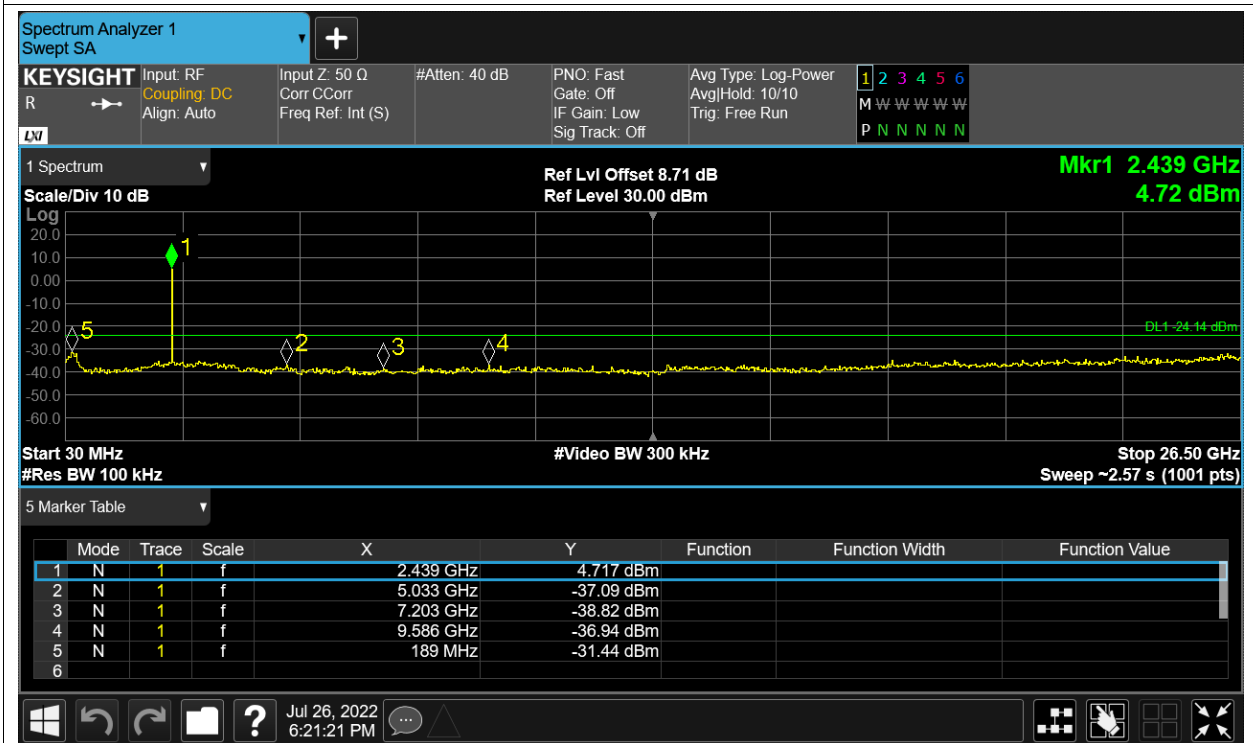 Spectrum Analyzer 1
Swept SA
+
KEYSIGHT
R
LXI
Input: RF
Coupling: DC
Align: Auto
Input Z: 50 Ω
Corr CCorr
Freq Ref: Int (S)
#Atten: 40 dB
PNO: Fast
Gate: Off
IF Gain: Low
Sig Track: Off
Avg Type: Log-Power
Avg|Hold: 10/10
Trig: Free Run
1 2 3 4 5 6
M W W W W W
P N N N N N
1 Spectrum
Scale/Div 10 dB
Ref Lvl Offset 8.71 dB
Ref Level 30.00 dBm
Mkr1 2.439 GHz
4.72 dBm
Log
20.0
10.0
0.00
-10.0
-20.0
-30.0
-40.0
-50.0
-60.0
1
5
2
3
4
DL1 -24.14 dBm
Start 30 MHz
#Video BW 300 kHz
Stop 26.50 GHz
#Res BW 100 kHz
Sweep ~2.57 s (1001 pts)
5 Marker Table
Mode Trace Scale X Y Function Function Width Function Value
1 N 1 f 2.439 GHz 4.717 dBm
2 N 1 f 5.033 GHz -37.09 dBm
3 N 1 f 7.203 GHz -38.82 dBm
4 N 1 f 9.586 GHz -36.94 dBm
5 N 1 f 189 MHz -31.44 dBm
6
?
Jul 26, 2022
6:21:21 PM